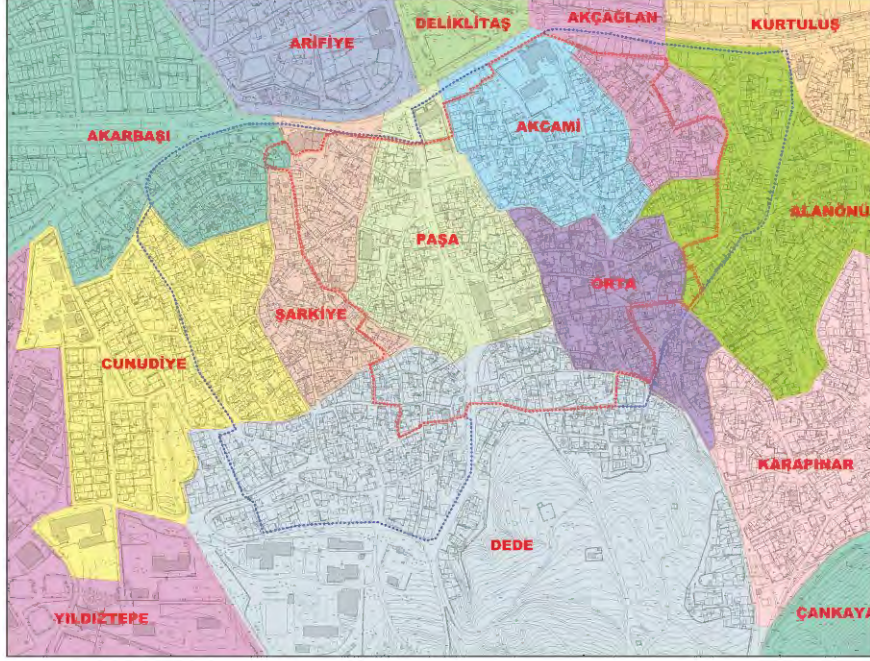 DELİKLİTAŞ
AKÇAĞLAN
KURTULUŞ
ARİFİYE
AKARBAŞI
AKCAMİ
ALANÖNÜ
PAŞA
ORTA
ŞARKİYE
CUNUDİYE
KARAPINAR
DEDE
YILDIZTEPE
ÇANKAYA